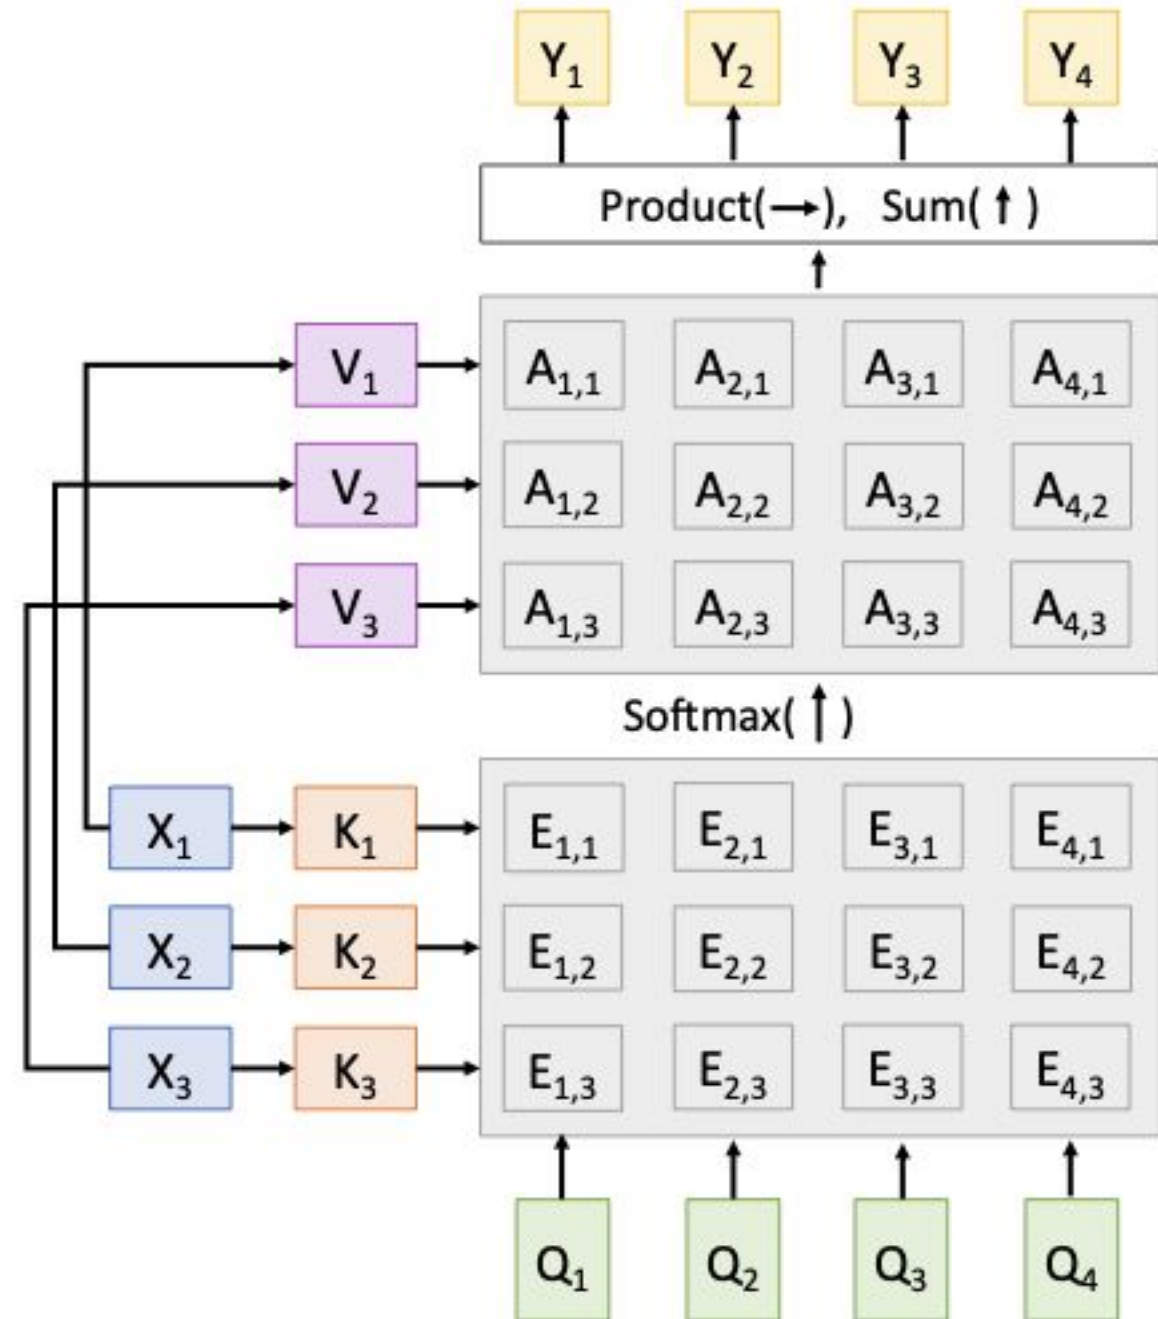 Y₁ Y₂ Y₃ Y₄
Product(→), Sum(↑)
V₁ A₁,₁ A₂,₁ A₃,₁ A₄,₁
V₂ A₁,₂ A₂,₂ A₃,₂ A₄,₂
V₃ A₁,₃ A₂,₃ A₃,₃ A₄,₃
Softmax(↑)
X₁ K₁ E₁,₁ E₂,₁ E₃,₁ E₄,₁
X₂ K₂ E₁,₂ E₂,₂ E₃,₂ E₄,₂
X₃ K₃ E₁,₃ E₂,₃ E₃,₃ E₄,₃
Q₁ Q₂ Q₃ Q₄